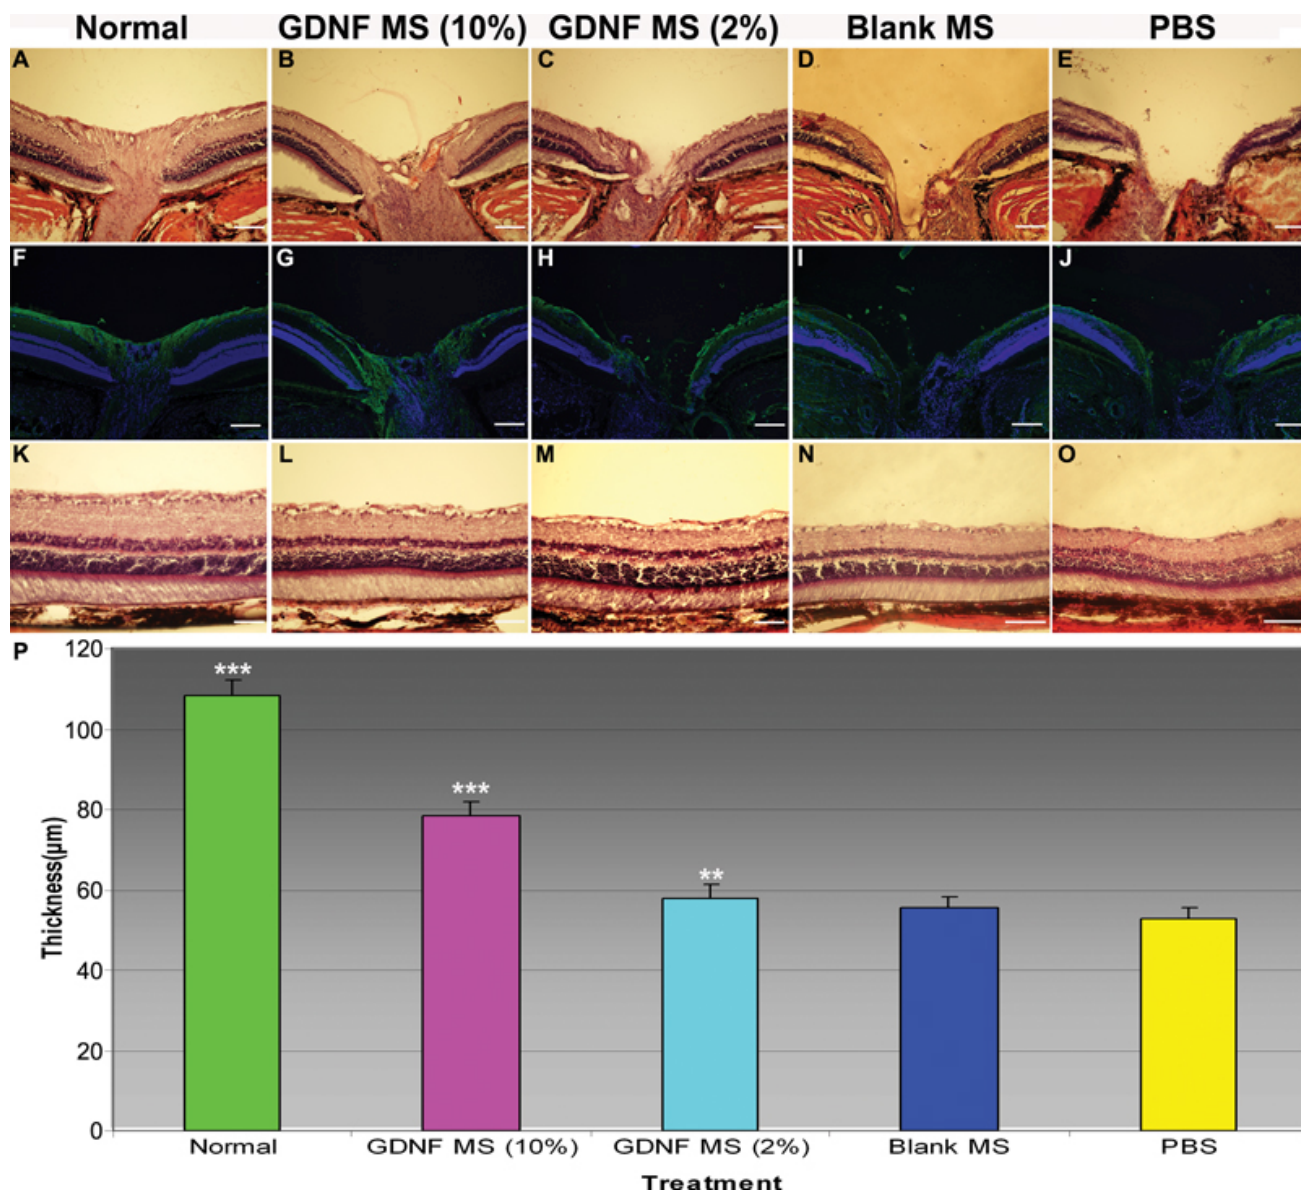 Normal GDNF MS (10%) GDNF MS (2%) Blank MS PBS
A B C D E
F G H I J
K L M N O
P
120
***
100
***
80
**
60
40
20
0
Thickness(µm)
Normal GDNF MS (10%) GDNF MS (2%) Blank MS PBS
Treatment